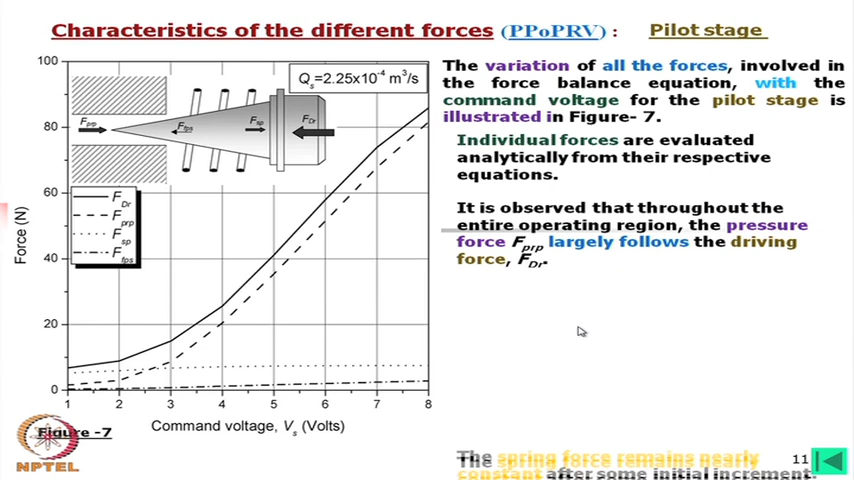 Characteristics of the different forces (PPoPRV) : Pilot stage
100
80
60
40
20
0
Force (N)
Qs=2.25x10-4 m3/s
Fprp
Ffps
Fsp
FDr
FDr
Fprp
Fsp
Ffps
1 2 3 4 5 6 7 8
Command voltage, Vs (Volts)
Figure -7
NPTEL
The variation of all the forces, involved in
the force balance equation, with the
command voltage for the pilot stage is
illustrated in Figure- 7.
Individual forces are evaluated
analytically from their respective
equations.
It is observed that throughout the
entire operating region, the pressure
force Fprp largely follows the driving
force, FDr.
The spring force remains nearly
constant after some initial increment.
11